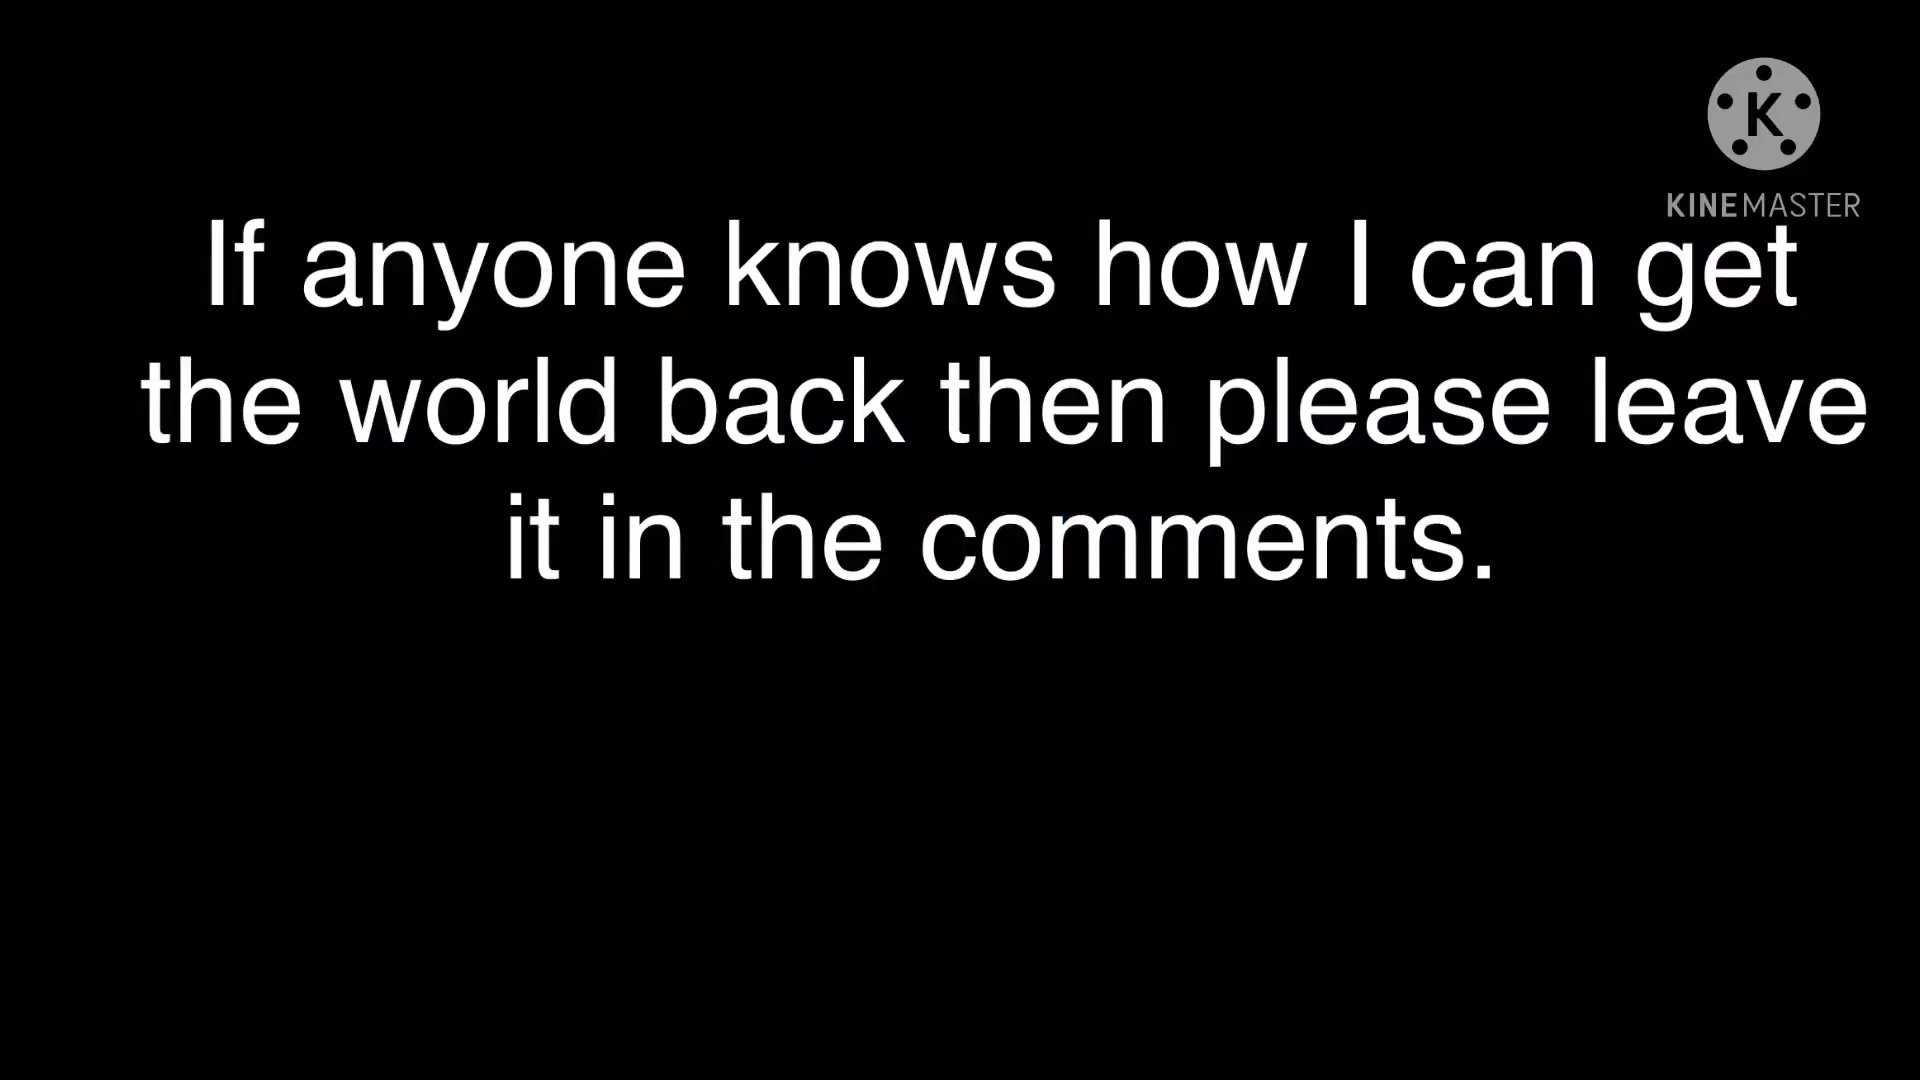 K
KINEMASTER
If anyone knows how I can get
the world back then please leave
it in the comments.